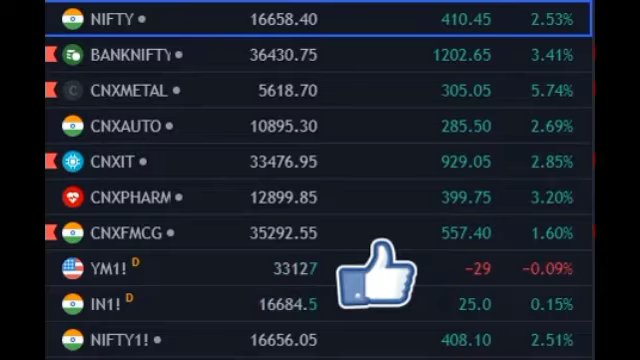 NIFTY 16658.40 410.45 2.53%
BANKNIFTY 36430.75 1202.65 3.41%
C CNXMETAL 5618.70 305.05 5.74%
CNXAUTO 10895.30 285.50 2.69%
CNXIT 33476.95 929.05 2.85%
CNXPHARM 12899.85 399.75 3.20%
CNXFMCG 35292.55 557.40 1.60%
YM1! D 33127 −29 −0.09%
IN1! D 16684.5 25.0 0.15%
NIFTY1! 16656.05 408.10 2.51%